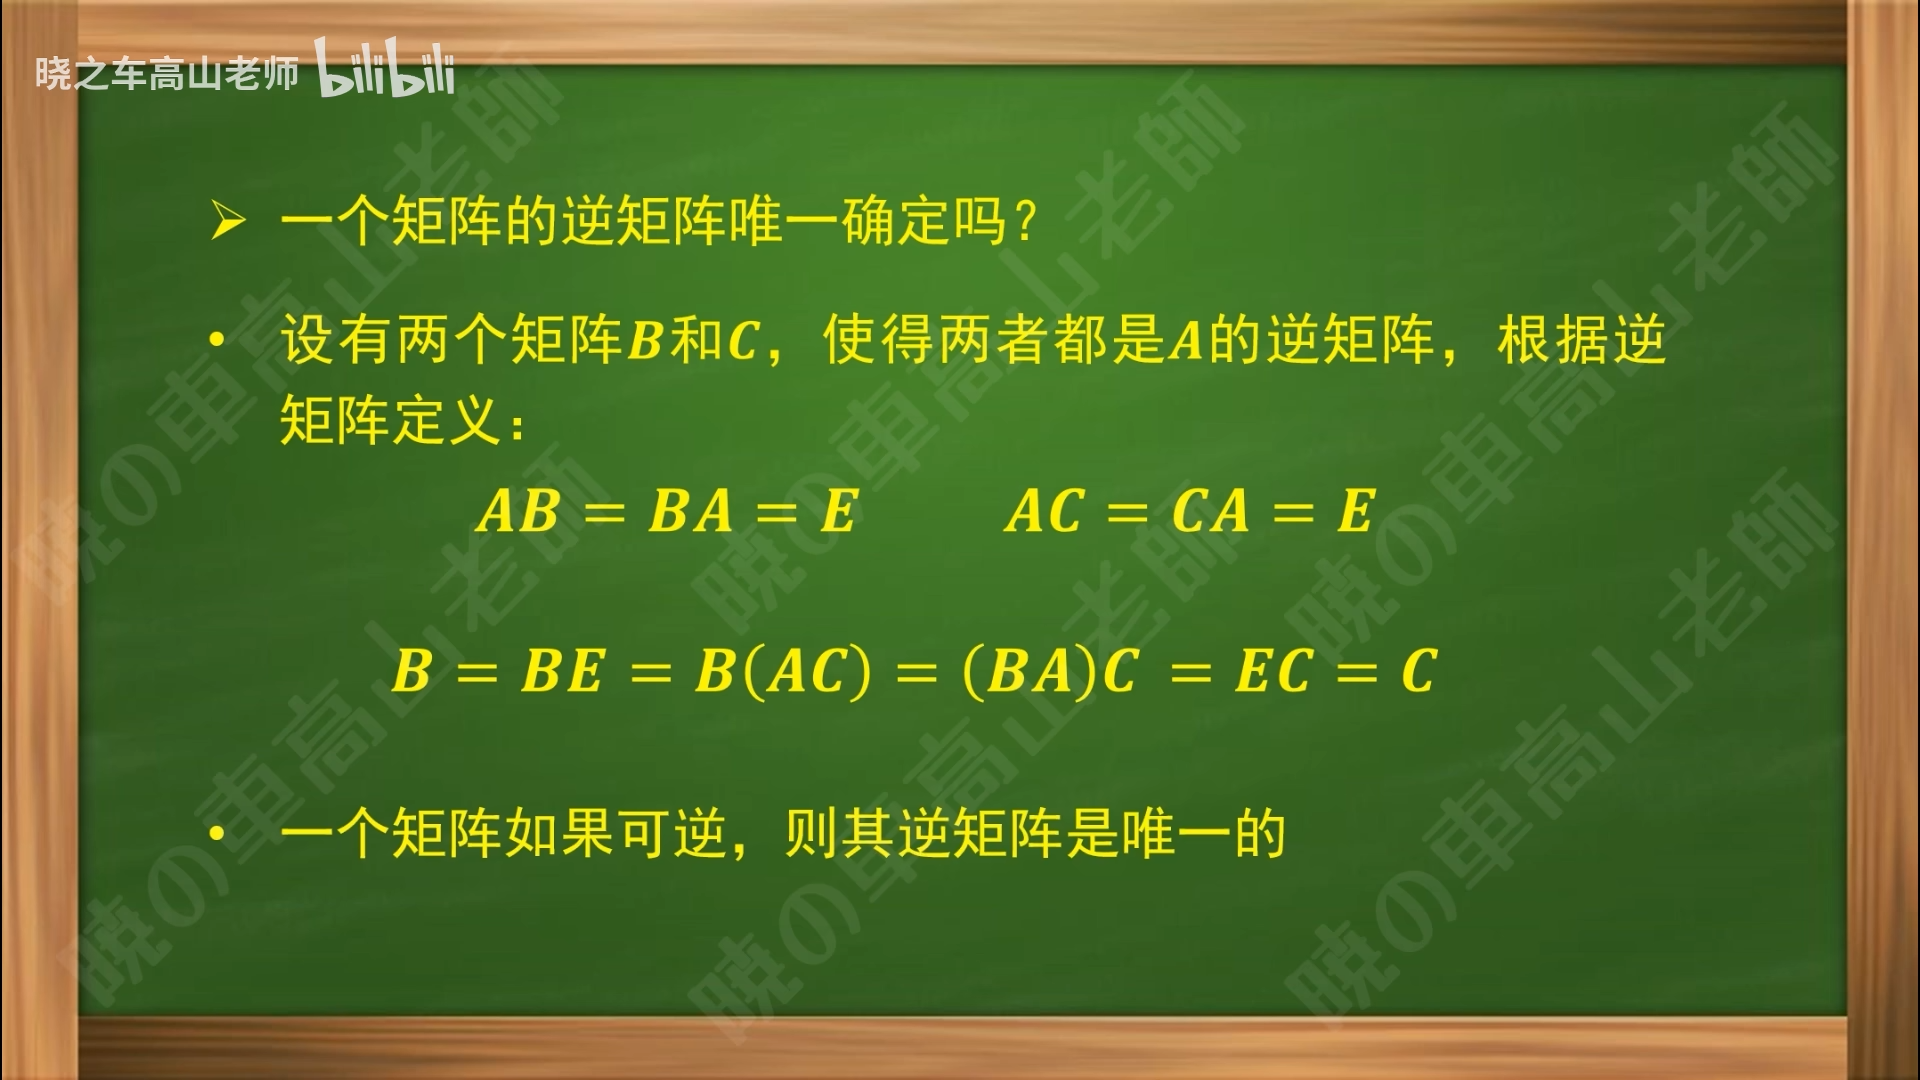 晓之车高山老师 bilibili
➢ 一个矩阵的逆矩阵唯一确定吗？
• 设有两个矩阵B和C，使得两者都是A的逆矩阵，根据逆
矩阵定义：
AB = BA = E AC = CA = E
B = BE = B(AC) = (BA)C = EC = C
• 一个矩阵如果可逆，则其逆矩阵是唯一的
暁の車高山老師
暁の車高山老師
暁の車高山老師
暁の車高山老師
暁の車高山老師
暁の車高山老師